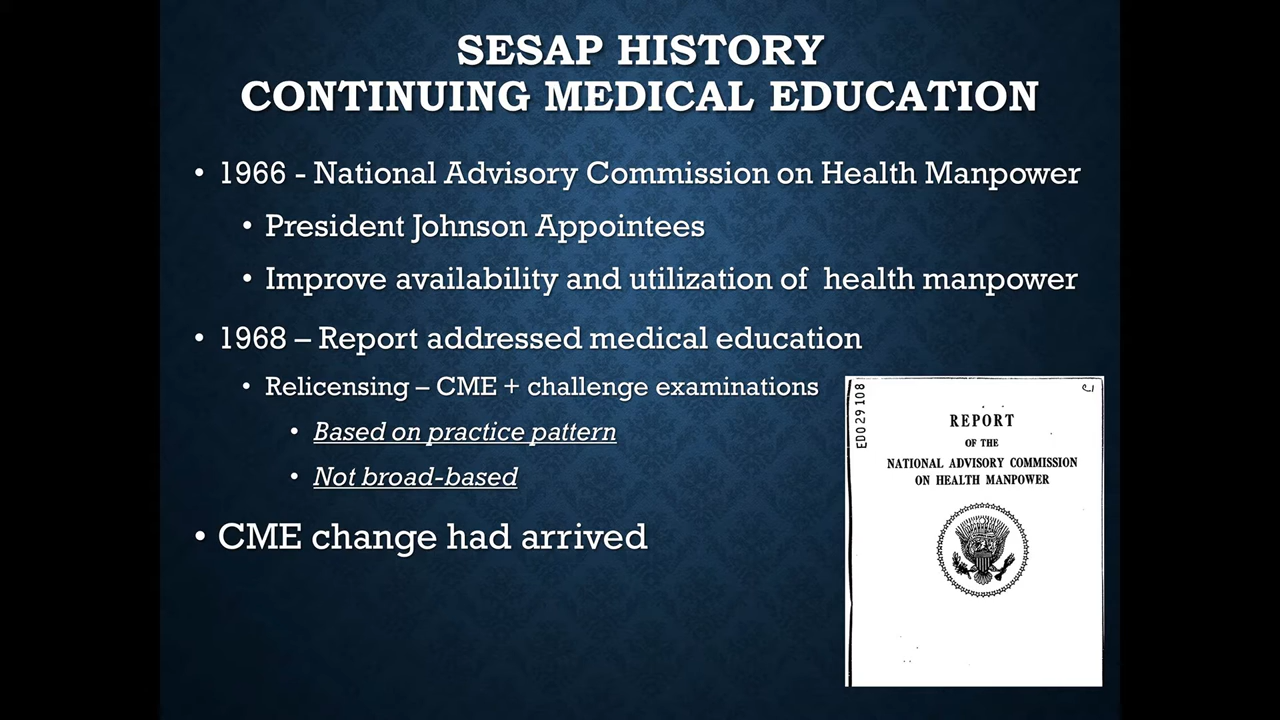 SESAP HISTORY
CONTINUING MEDICAL EDUCATION
• 1966 - National Advisory Commission on Health Manpower
• President Johnson Appointees
• Improve availability and utilization of health manpower
• 1968 – Report addressed medical education
• Relicensing – CME + challenge examinations
• Based on practice pattern
• Not broad-based
• CME change had arrived
ED029108
REPORT
OF THE
NATIONAL ADVISORY COMMISSION
ON HEALTH MANPOWER